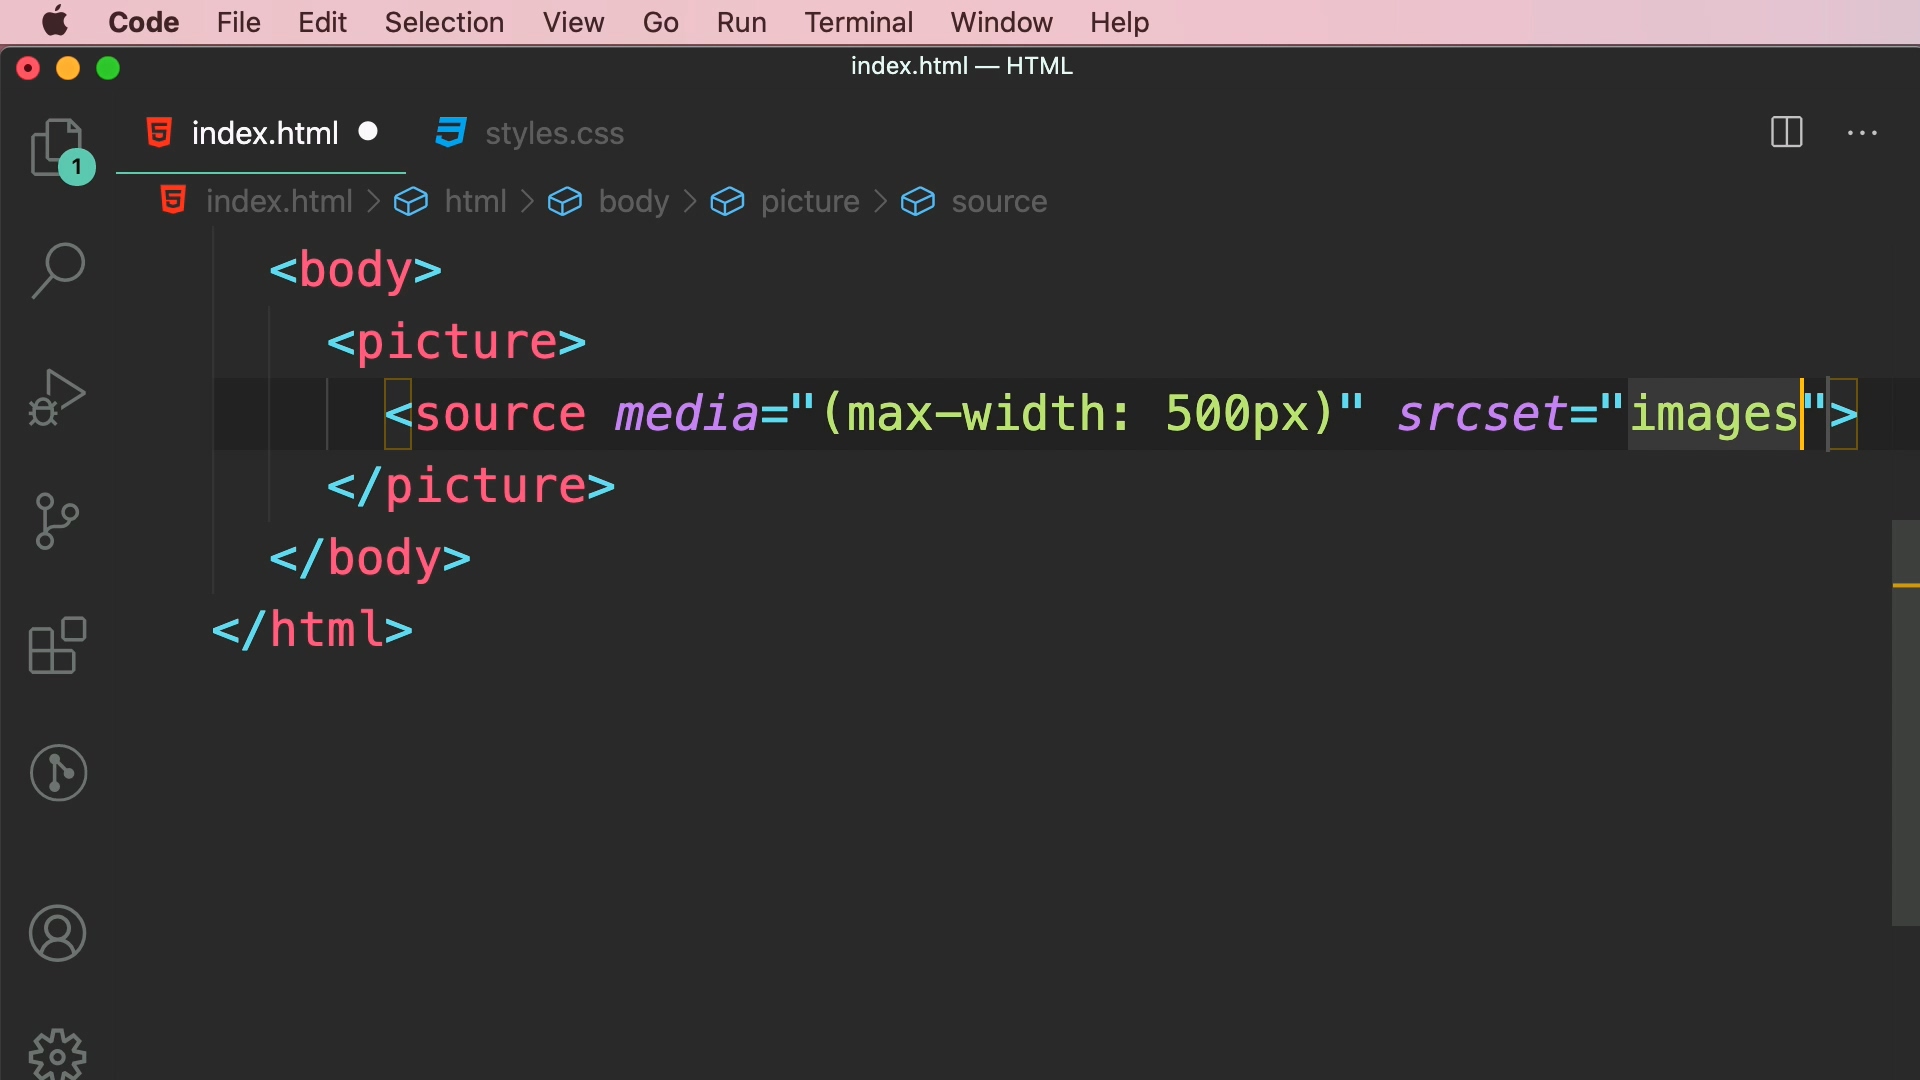 Code File Edit Selection View Go Run Terminal Window Help
index.html — HTML
index.html styles.css
1
index.html > html > body > picture > source
<body>
<picture>
<source media="(max-width: 500px)" srcset="images">
</picture>
</body>
</html>